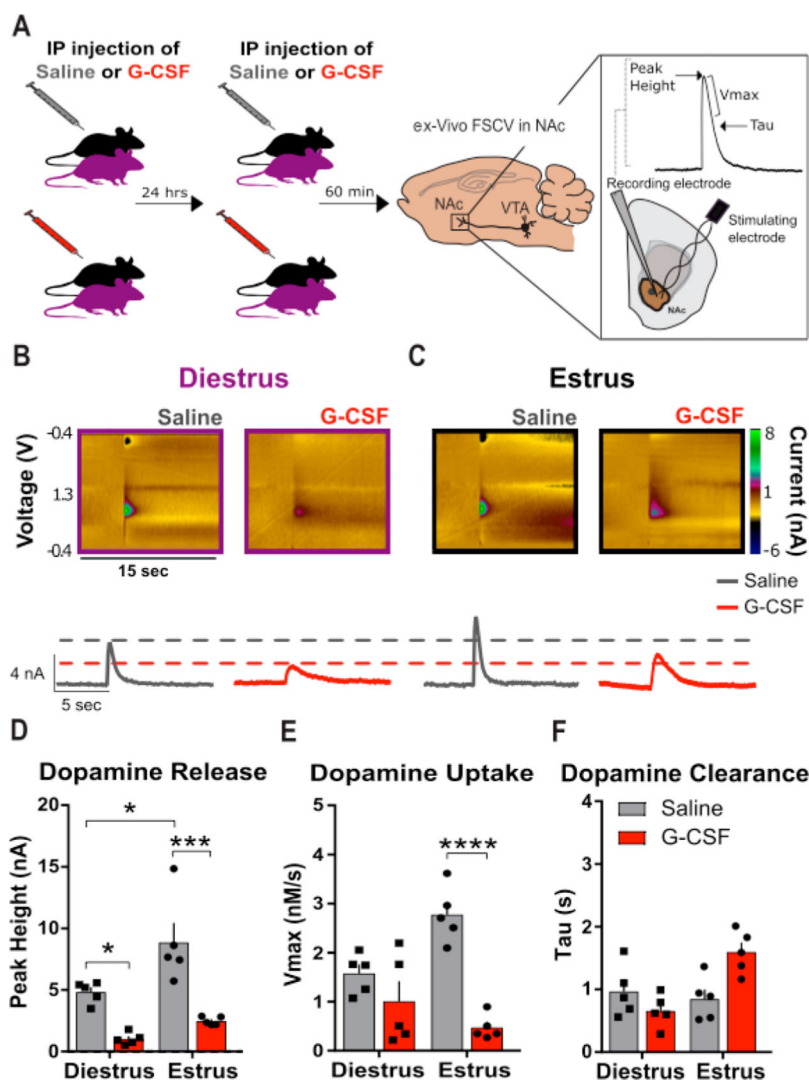 A
IP injection of
Saline or G-CSF
IP injection of
Saline or G-CSF
24 hrs
60 min
ex-Vivo FSCV in NAc
NAc
VTA
Peak
Height
Vmax
Tau
Recording electrode
Stimulating
electrode
NAc
B
Diestrus
Saline
G-CSF
C
Estrus
Saline
G-CSF
Voltage (V)
-0.4
1.3
-0.4
15 sec
8
1
-6
Current (nA)
Saline
G-CSF
4 nA
5 sec
D
Dopamine Release
Peak Height (nA)
20
15
10
5
0
*
*
***
Diestrus
Estrus
E
Dopamine Uptake
Vmax (nM/s)
5
4
3
2
1
0
****
Diestrus
Estrus
F
Dopamine Clearance
Tau (s)
4
3
2
1
0
Saline
G-CSF
Diestrus
Estrus